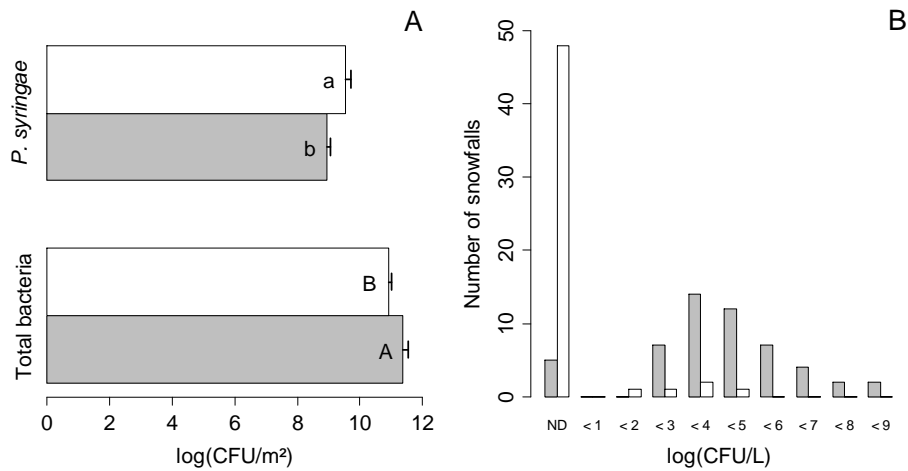 A
P. syringae
a
b
Total bacteria
B
A
0 2 4 6 8 10 12
log(CFU/m²)
B
Number of snowfalls
50
40
30
20
10
0
ND < 1 < 2 < 3 < 4 < 5 < 6 < 7 < 8 < 9
log(CFU/L)